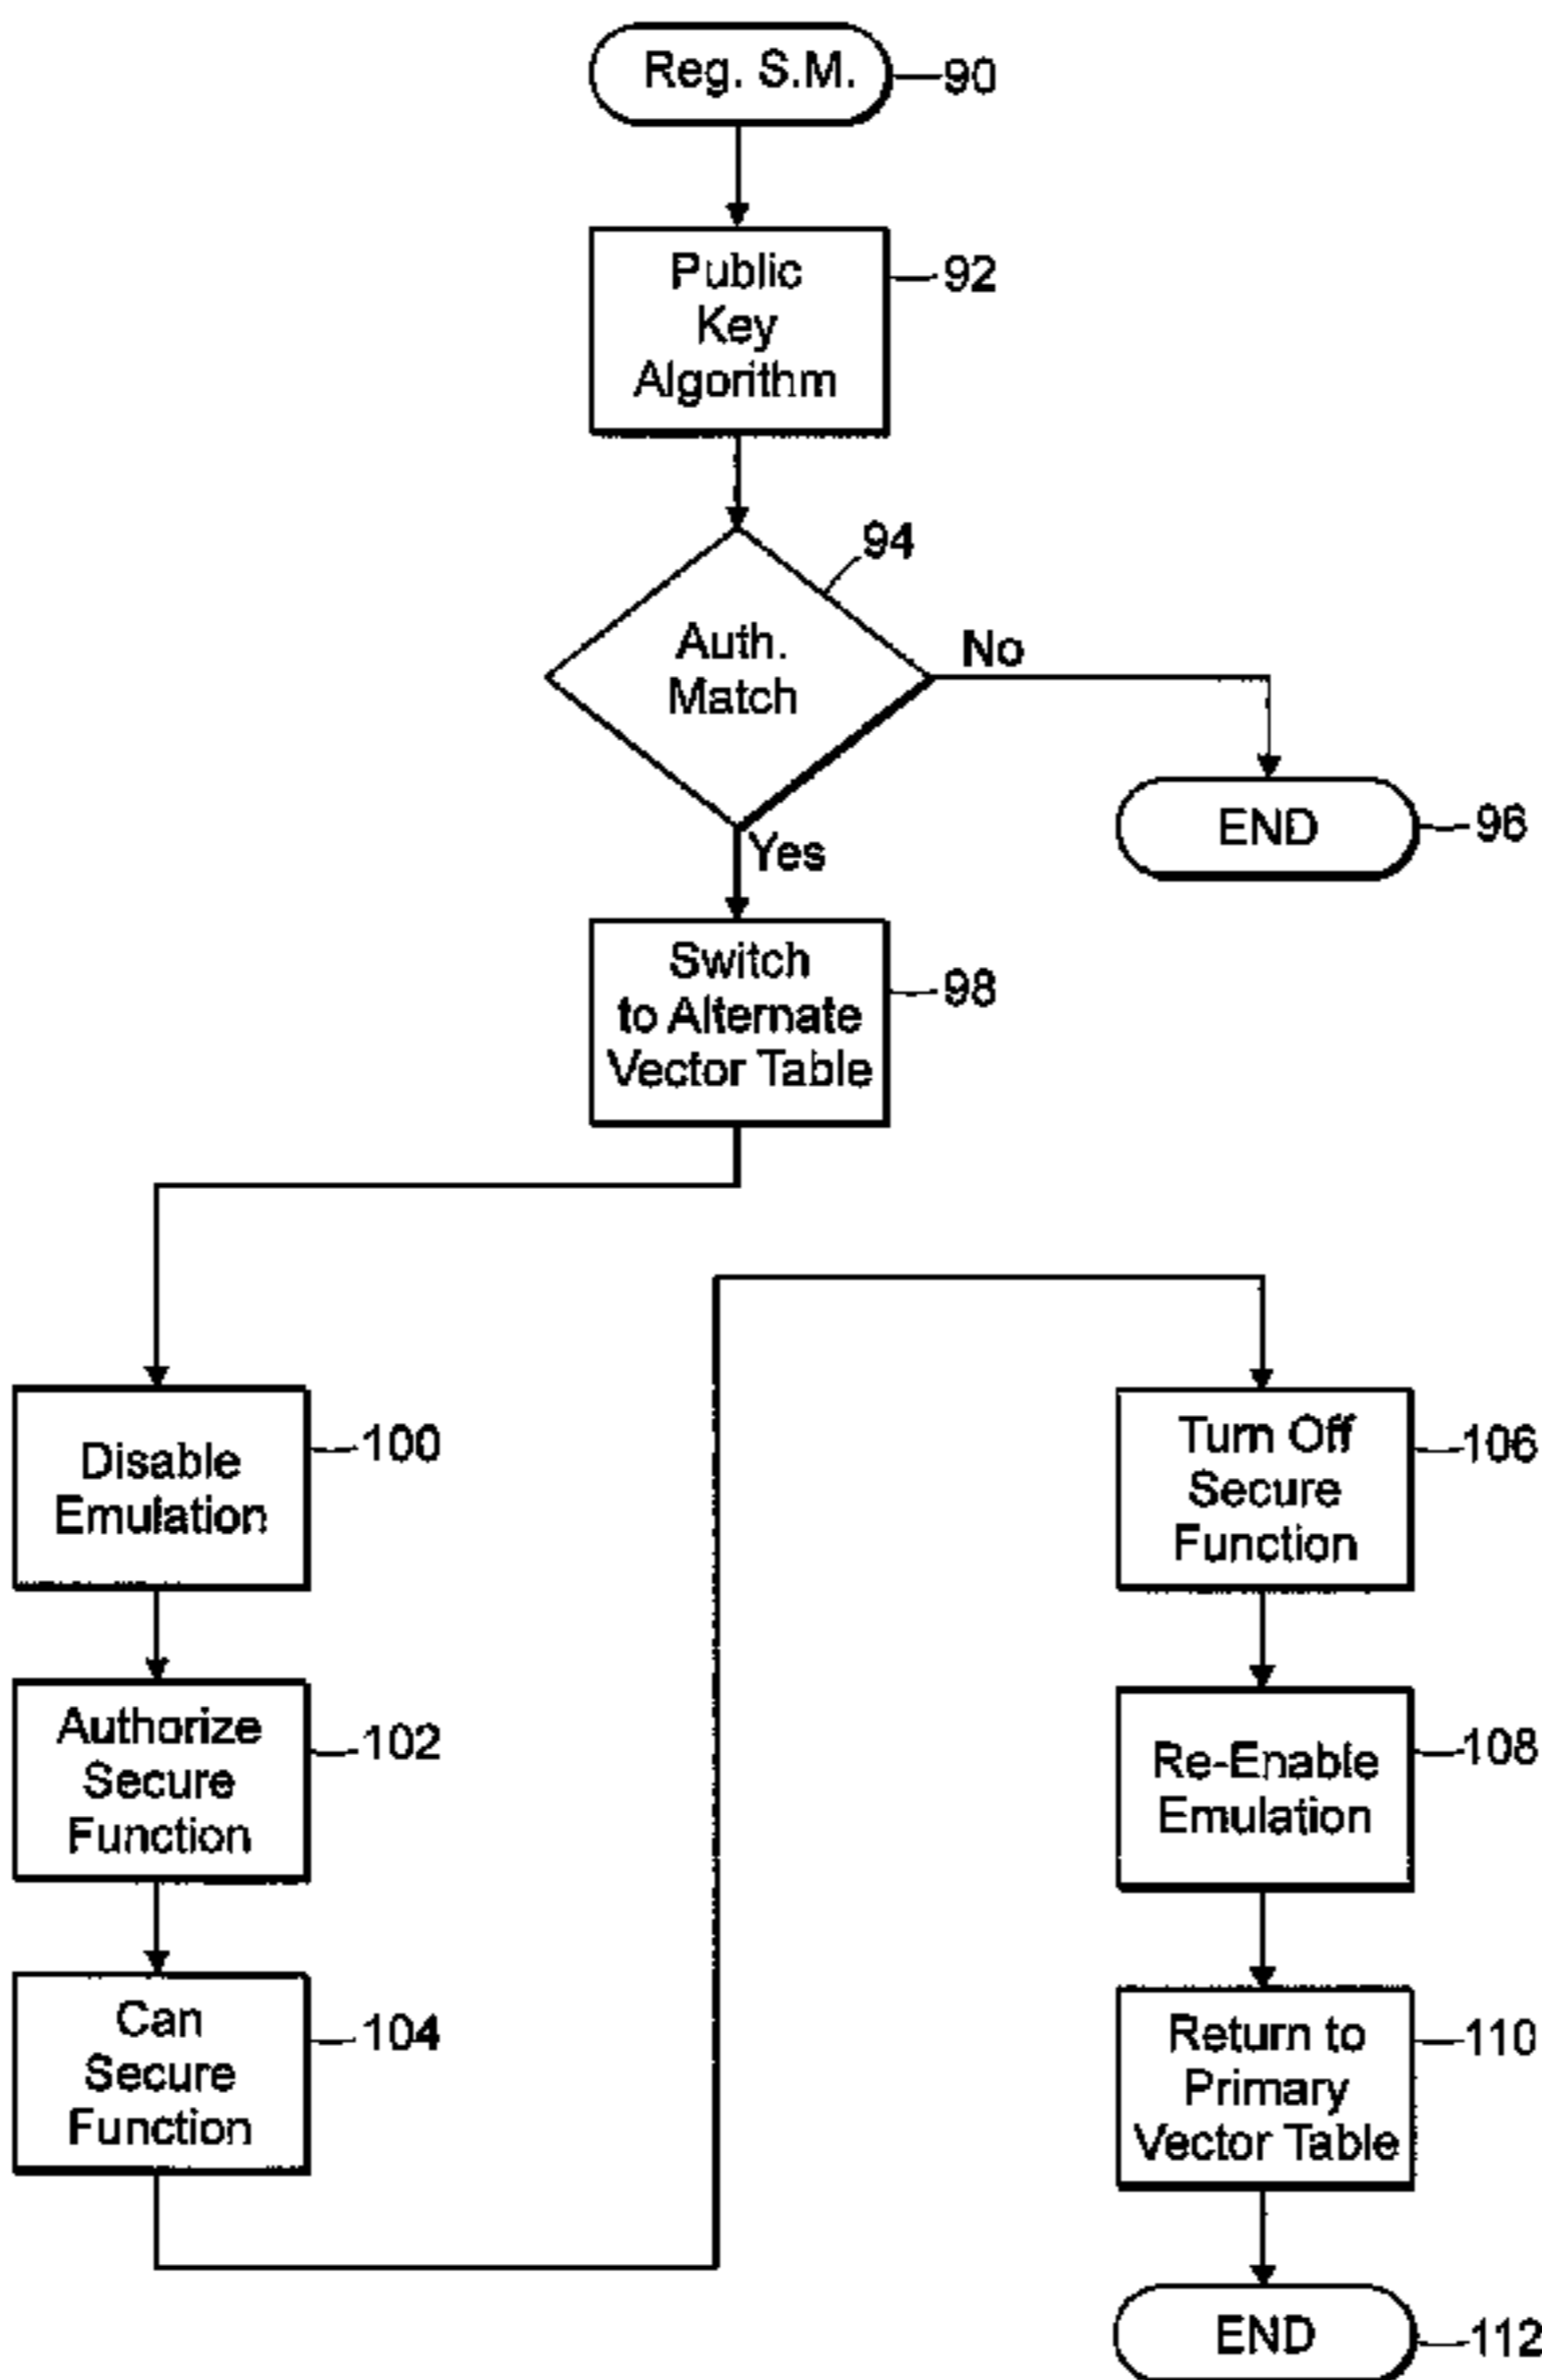 Reg. S.M.
90
Public
Key
Algorithm
92
94
Auth.
Match
No
END
96
Yes
Switch
to Alternate
Vector Table
98
Disable
Emulation
100
Authorize
Secure
Function
102
Can
Secure
Function
104
Turn Off
Secure
Function
106
Re-Enable
Emulation
108
Return to
Primary
Vector Table
110
END
112